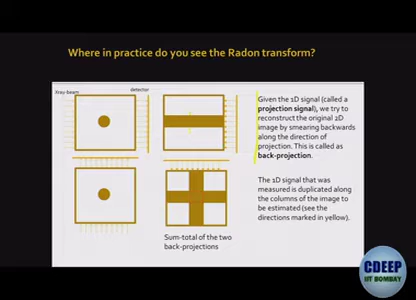 Where in practice do you see the Radon transform?
Xray-beam
detector
Given the 1D signal (called a
projection signal), we try to
reconstruct the original 2D
image by smearing backwards
along the direction of
projection. This is called as
back-projection.
The 1D signal that was
measured is duplicated along
the columns of the image to
be estimated (see the
directions marked in yellow).
Sum-total of the two
back-projections
CDEEP
IIT BOMBAY